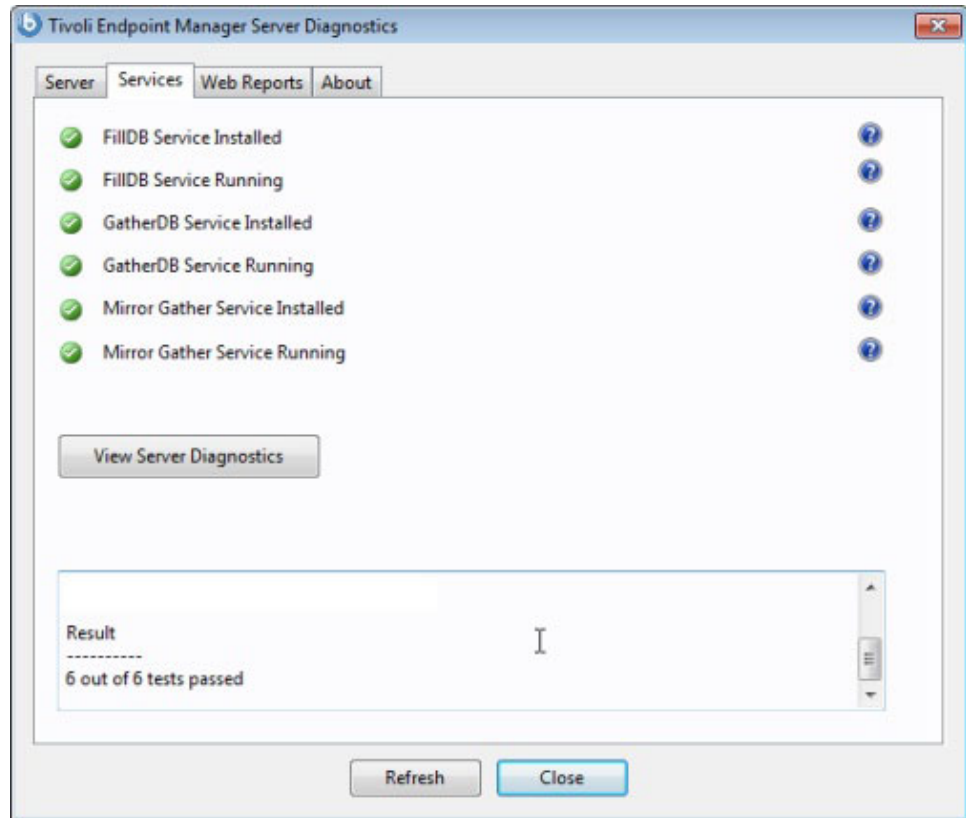 Tivoli Endpoint Manager Server Diagnostics
Server Services Web Reports About
FillDB Service Installed
FillDB Service Running
GatherDB Service Installed
GatherDB Service Running
Mirror Gather Service Installed
Mirror Gather Service Running
View Server Diagnostics
Result
----------
6 out of 6 tests passed
Refresh Close